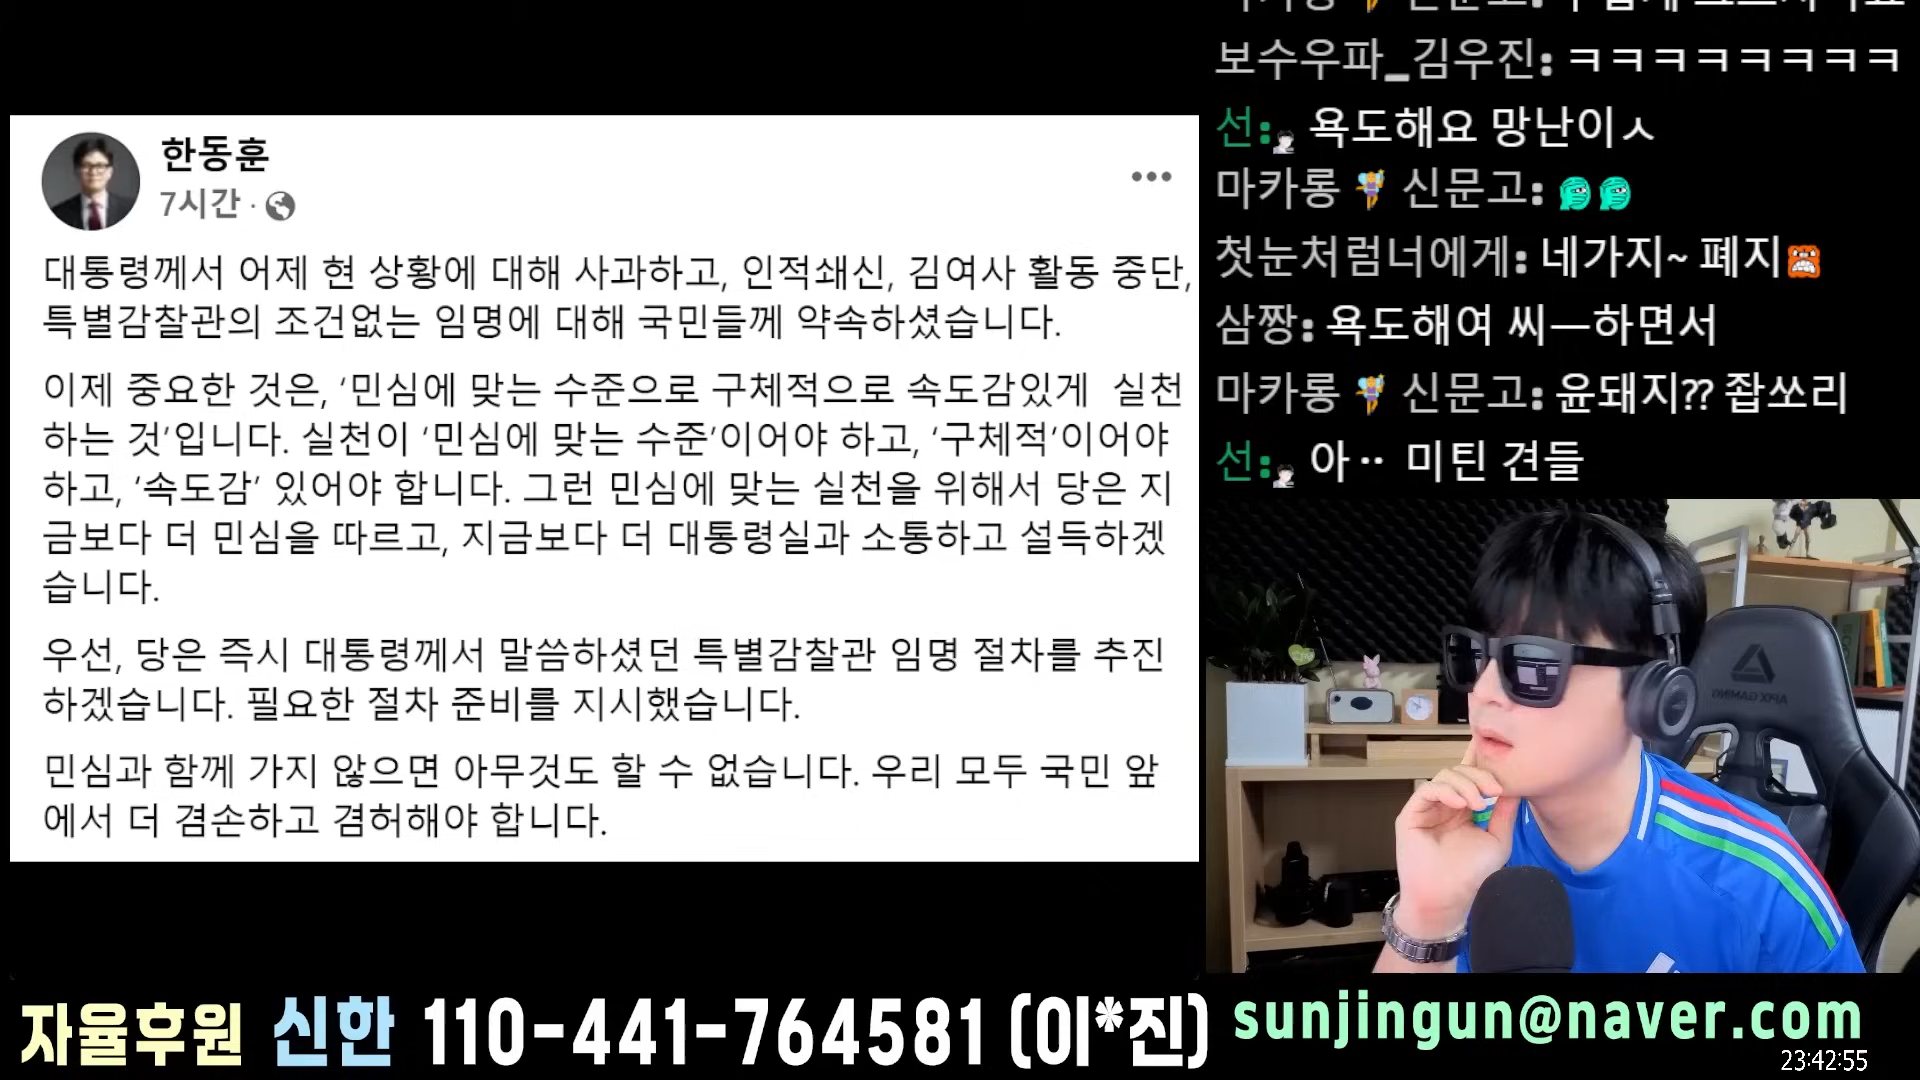 한동훈
7시간 ·
대통령께서 어제 현 상황에 대해 사과하고, 인적쇄신, 김여사 활동 중단,
특별감찰관의 조건없는 임명에 대해 국민들께 약속하셨습니다.
이제 중요한 것은, ‘민심에 맞는 수준으로 구체적으로 속도감있게 실천
하는 것’입니다. 실천이 ‘민심에 맞는 수준’이어야 하고, ‘구체적’이어야
하고, ‘속도감’ 있어야 합니다. 그런 민심에 맞는 실천을 위해서 당은 지
금보다 더 민심을 따르고, 지금보다 더 대통령실과 소통하고 설득하겠
습니다.
우선, 당은 즉시 대통령께서 말씀하셨던 특별감찰관 임명 절차를 추진
하겠습니다. 필요한 절차 준비를 지시했습니다.
민심과 함께 가지 않으면 아무것도 할 수 없습니다. 우리 모두 국민 앞
에서 더 겸손하고 겸허해야 합니다.
보수우파_김우진: ㅋㅋㅋㅋㅋㅋㅋㅋ
선: 욕도해요 망난이ㅅ
마카롱 신문고:
첫눈처럼너에게: 네가지~ 폐지
삼짱: 욕도해여 씨—하면서
마카롱 신문고: 윤돼지?? 좝쏘리
선: 아·· 미틴 견들
APEX GAMING
자율후원 신한 110-441-764581 (이*진)
sunjingun@naver.com
23:42:55